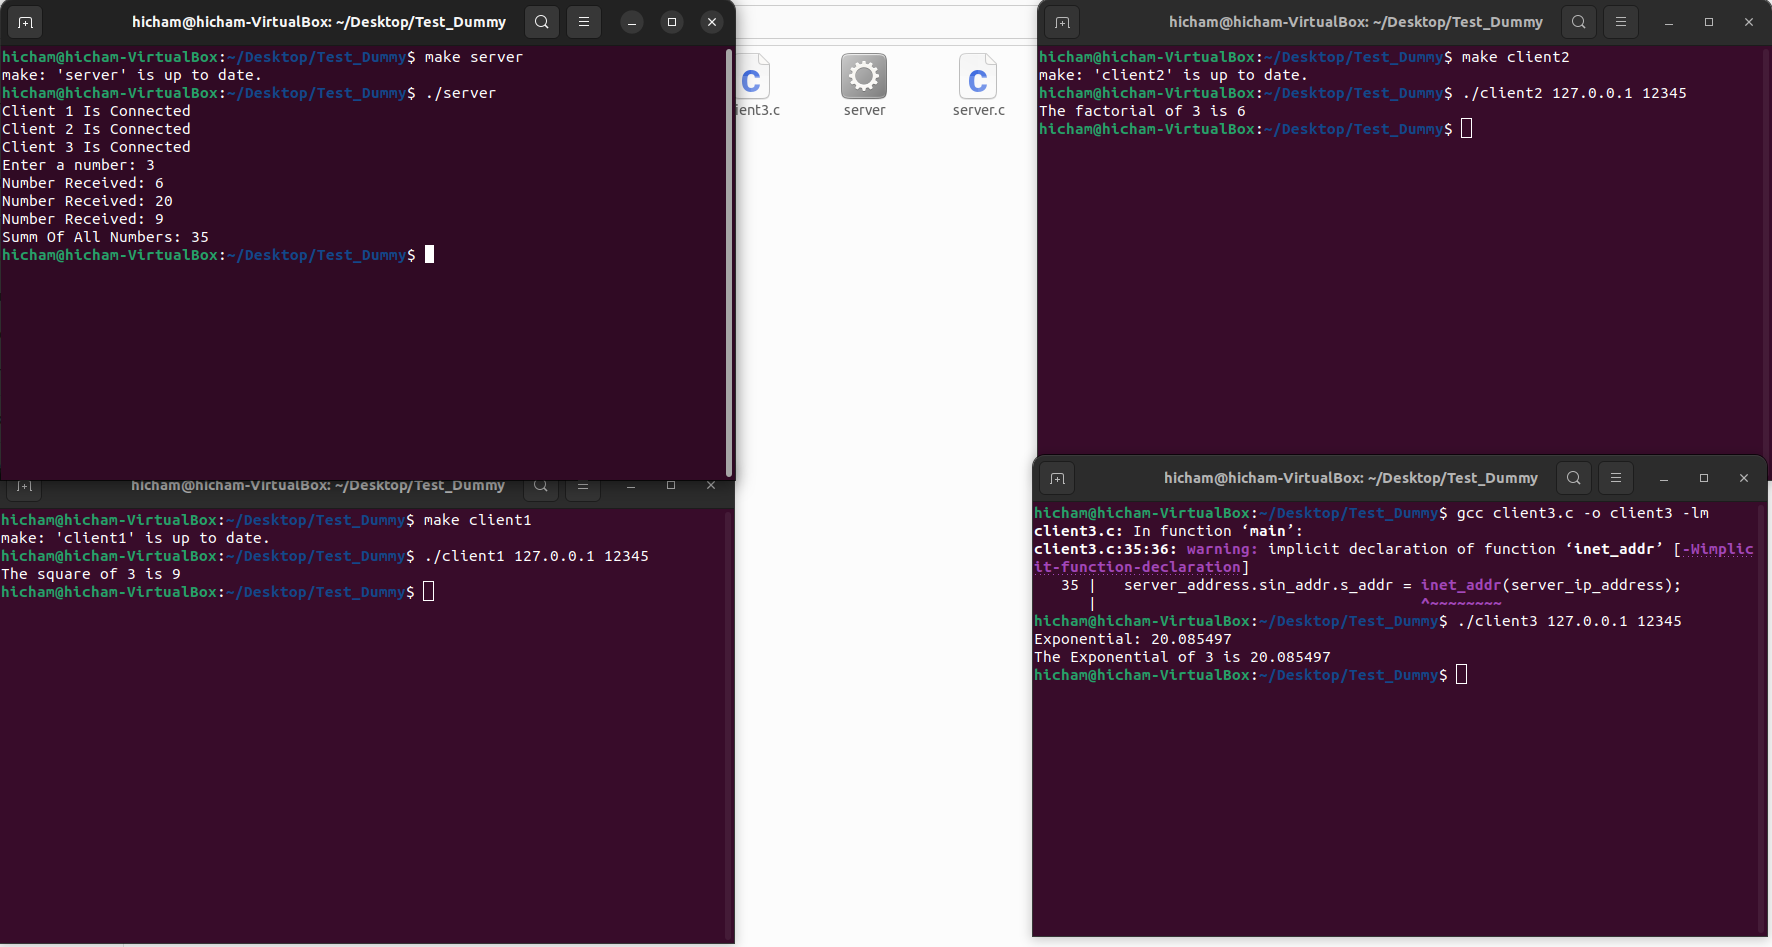 hicham@hicham-VirtualBox: ~/Desktop/Test_Dummy
hicham@hicham-VirtualBox:~/Desktop/Test_Dummy$ make server
make: 'server' is up to date.
hicham@hicham-VirtualBox:~/Desktop/Test_Dummy$ ./server
Client 1 Is Connected
Client 2 Is Connected
Client 3 Is Connected
Enter a number: 3
Number Received: 6
Number Received: 20
Number Received: 9
Summ Of All Numbers: 35
hicham@hicham-VirtualBox:~/Desktop/Test_Dummy$
ient3.c
server
server.c
hicham@hicham-VirtualBox: ~/Desktop/Test_Dummy
hicham@hicham-VirtualBox:~/Desktop/Test_Dummy$ make client2
make: 'client2' is up to date.
hicham@hicham-VirtualBox:~/Desktop/Test_Dummy$ ./client2 127.0.0.1 12345
The factorial of 3 is 6
hicham@hicham-VirtualBox:~/Desktop/Test_Dummy$
hicham@hicham-VirtualBox: ~/Desktop/Test_Dummy
hicham@hicham-VirtualBox:~/Desktop/Test_Dummy$ make client1
make: 'client1' is up to date.
hicham@hicham-VirtualBox:~/Desktop/Test_Dummy$ ./client1 127.0.0.1 12345
The square of 3 is 9
hicham@hicham-VirtualBox:~/Desktop/Test_Dummy$
hicham@hicham-VirtualBox: ~/Desktop/Test_Dummy
hicham@hicham-VirtualBox:~/Desktop/Test_Dummy$ gcc client3.c -o client3 -lm
client3.c: In function ‘main’:
client3.c:35:36: warning: implicit declaration of function ‘inet_addr’ [-Wimplic
it-function-declaration]
35 |   server_address.sin_addr.s_addr = inet_addr(server_ip_address);
|                                    ^~~~~~~~~
hicham@hicham-VirtualBox:~/Desktop/Test_Dummy$ ./client3 127.0.0.1 12345
Exponential: 20.085497
The Exponential of 3 is 20.085497
hicham@hicham-VirtualBox:~/Desktop/Test_Dummy$